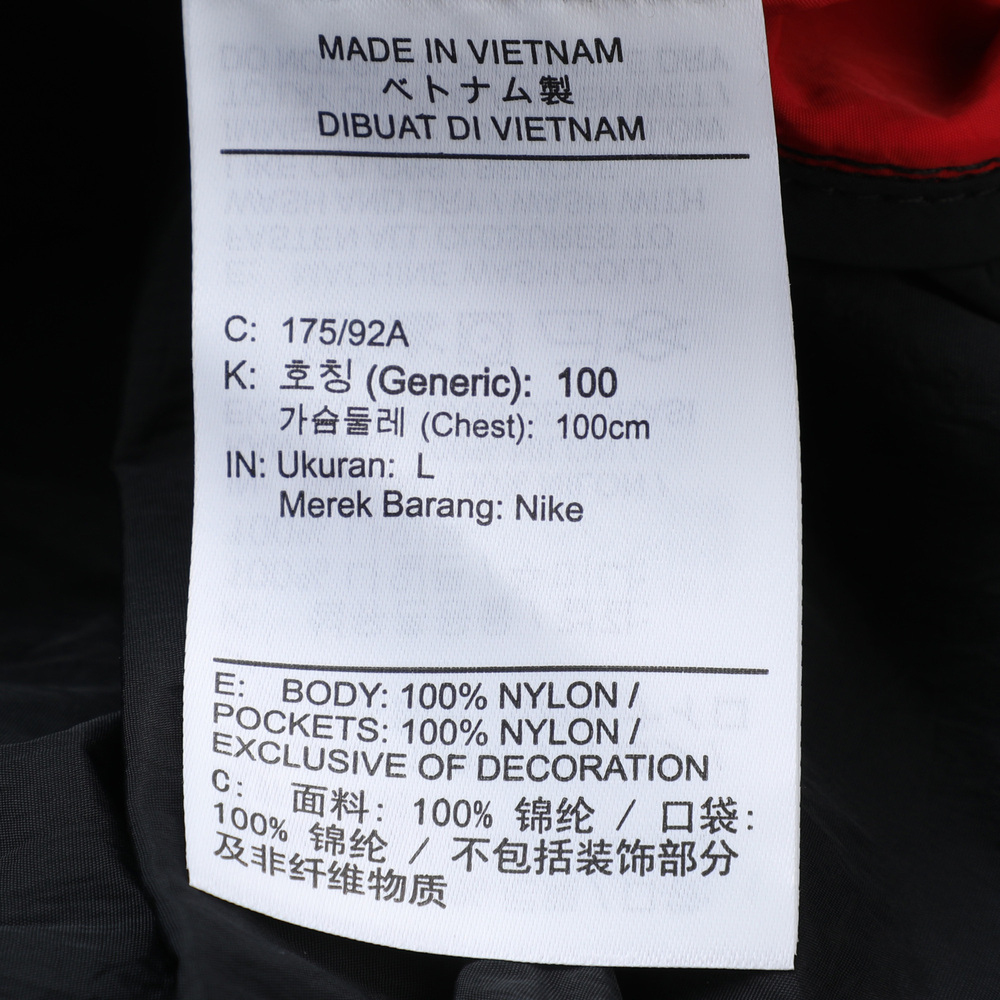 MADE IN VIETNAM
ベトナム製
DIBUAT DI VIETNAM
C: 175/92A
K: 호칭 (Generic): 100
가슴둘레 (Chest): 100cm
IN: Ukuran: L
Merek Barang: Nike
E: BODY: 100% NYLON /
POCKETS: 100% NYLON /
EXCLUSIVE OF DECORATION
C: 面料: 100% 锦纶 / 口袋:
100% 锦纶 / 不包括装饰部分
及非纤维物质